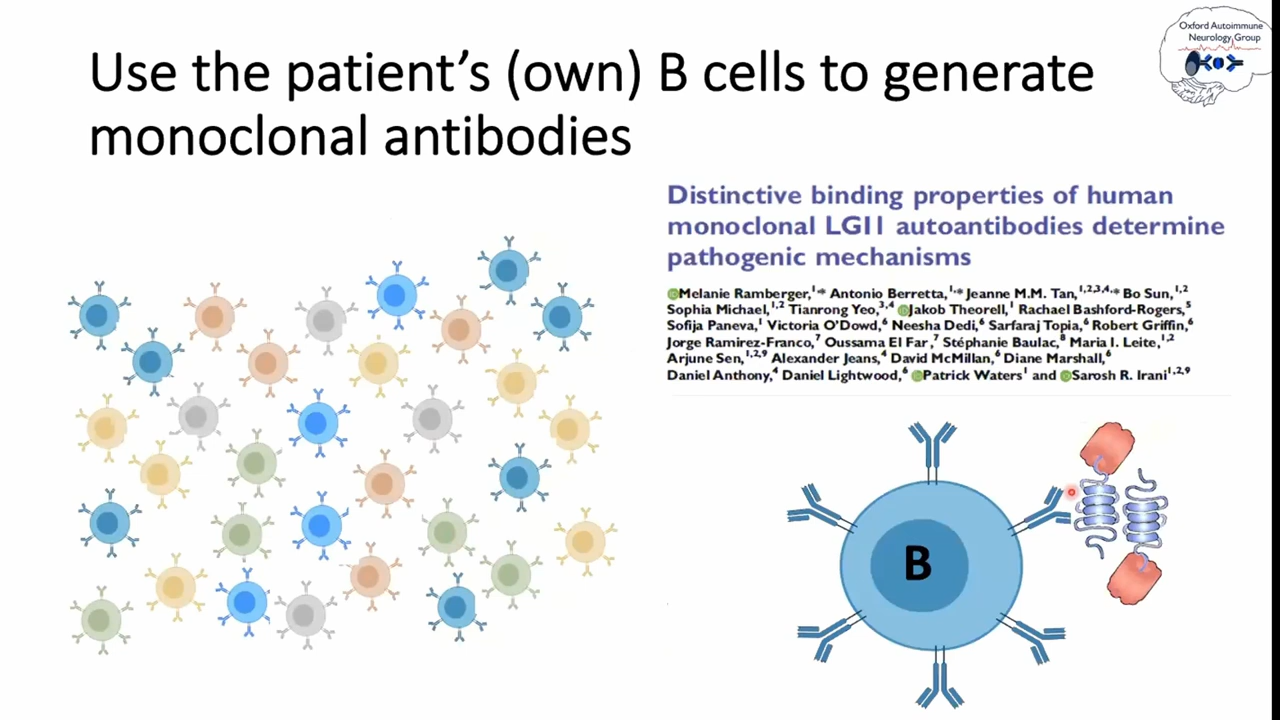 Oxford Autoimmune
Neurology Group
Use the patient's (own) B cells to generate
monoclonal antibodies
Distinctive binding properties of human
monoclonal LGI1 autoantibodies determine
pathogenic mechanisms
Melanie Ramberger,¹,* Antonio Berretta,¹,* Jeanne M.M. Tan,¹,²,³,⁴,* Bo Sun,¹,²
Sophia Michael,¹,² Tianrong Yeo,³,⁴ Jakob Theorell,¹ Rachael Bashford-Rogers,⁵
Sofija Paneva,¹ Victoria O'Dowd,⁶ Neesha Dedi,⁶ Sarfaraj Topia,⁶ Robert Griffin,⁶
Jorge Ramirez-Franco,⁷ Oussama El Far,⁷ Stéphanie Baulac,⁸ Maria I. Leite,¹,²
Arjune Sen,¹,²,⁹ Alexander Jeans,⁴ David McMillan,⁶ Diane Marshall,⁶
Daniel Anthony,⁴ Daniel Lightwood,⁶ Patrick Waters¹ and Sarosh R. Irani¹,²,⁹
B